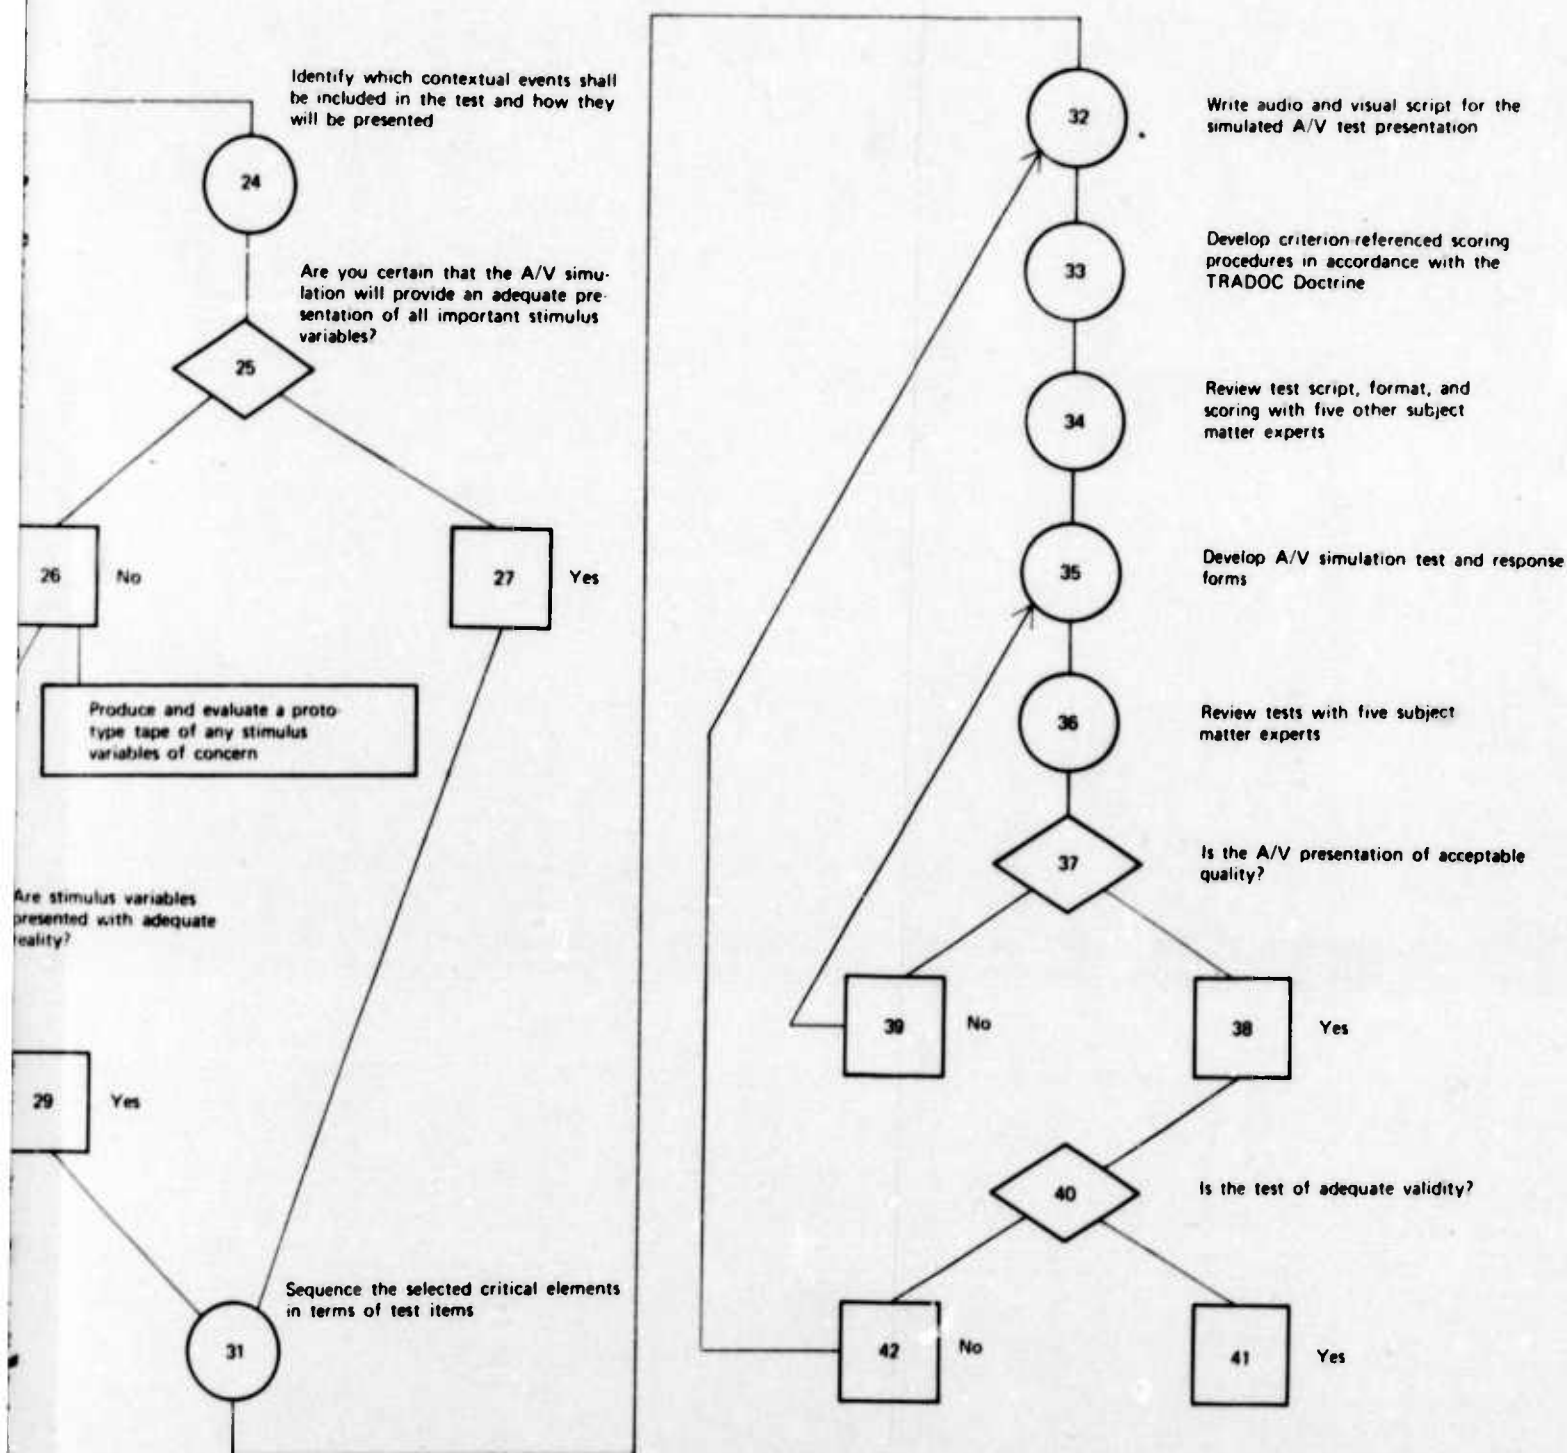 Identify which contextual events shall
be included in the test and how they
will be presented
24
Are you certain that the A/V simu-
lation will provide an adequate pre-
sentation of all important stimulus
variables?
25
26
No
27
Yes
Produce and evaluate a proto-
type tape of any stimulus
variables of concern
Are stimulus variables
presented with adequate
reality?
29
Yes
Sequence the selected critical elements
in terms of test items
31
32
Write audio and visual script for the
simulated A/V test presentation
33
Develop criterion-referenced scoring
procedures in accordance with the
TRADOC Doctrine
34
Review test script, format, and
scoring with five other subject
matter experts
35
Develop A/V simulation test and response
forms
36
Review tests with five subject
matter experts
37
Is the A/V presentation of acceptable
quality?
39
No
38
Yes
40
Is the test of adequate validity?
42
No
41
Yes